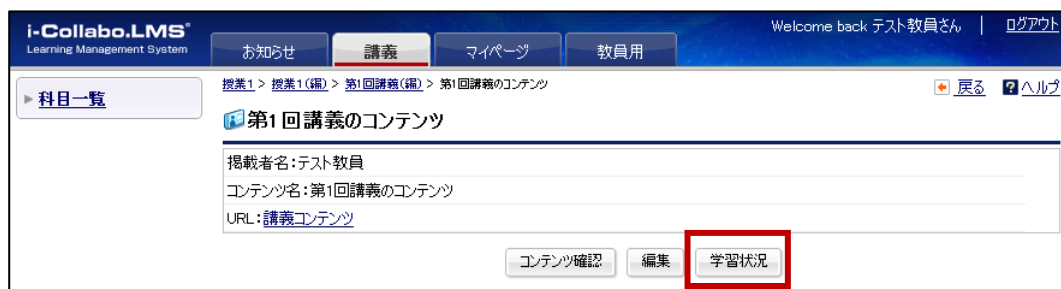 i-Collabo.LMS
Learning Management System
Welcome back テスト教員さん | ログアウト
お知らせ 講義 マイページ 教員用
科目一覧
授業1 > 授業1(編) > 第1回講義(編) > 第1回講義のコンテンツ
戻る ?ヘルプ
第1回講義のコンテンツ
掲載者名:テスト教員
コンテンツ名:第1回講義のコンテンツ
URL:講義コンテンツ
コンテンツ確認 編集 学習状況